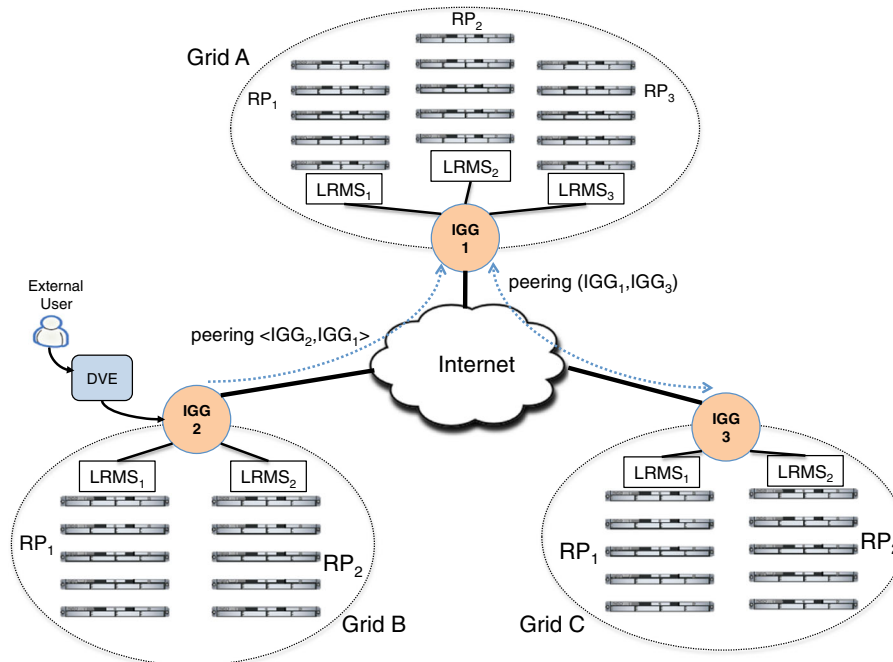 RP2
Grid A
RP1
RP3
LRMS1
LRMS2
LRMS3
IGG
1
External
User
peering (IGG1,IGG3)
peering <IGG2,IGG1>
Internet
DVE
IGG
2
IGG
3
LRMS1
LRMS2
LRMS1
LRMS2
RP1
RP2
RP1
RP2
Grid B
Grid C